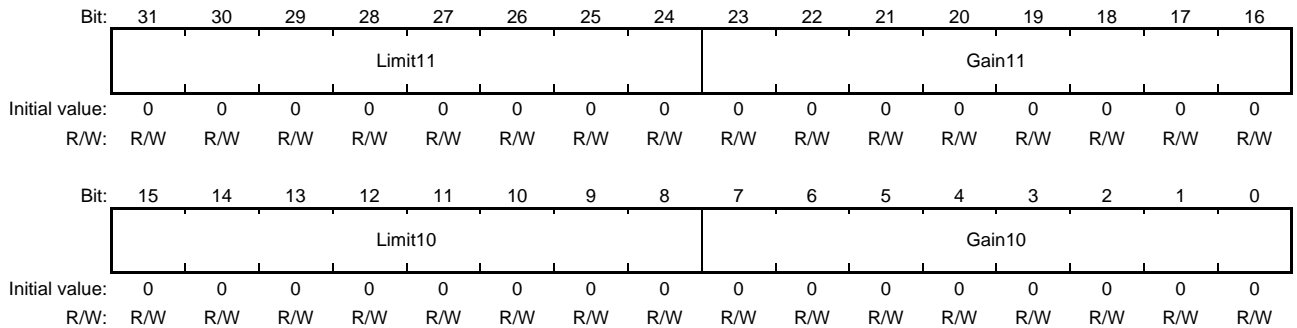 Bit: 31 30 29 28 27 26 25 24 23 22 21 20 19 18 17 16
Limit11 Gain11
Initial value: 0 0 0 0 0 0 0 0 0 0 0 0 0 0 0 0
R/W: R/W R/W R/W R/W R/W R/W R/W R/W R/W R/W R/W R/W R/W R/W R/W R/W
Bit: 15 14 13 12 11 10 9 8 7 6 5 4 3 2 1 0
Limit10 Gain10
Initial value: 0 0 0 0 0 0 0 0 0 0 0 0 0 0 0 0
R/W: R/W R/W R/W R/W R/W R/W R/W R/W R/W R/W R/W R/W R/W R/W R/W R/W